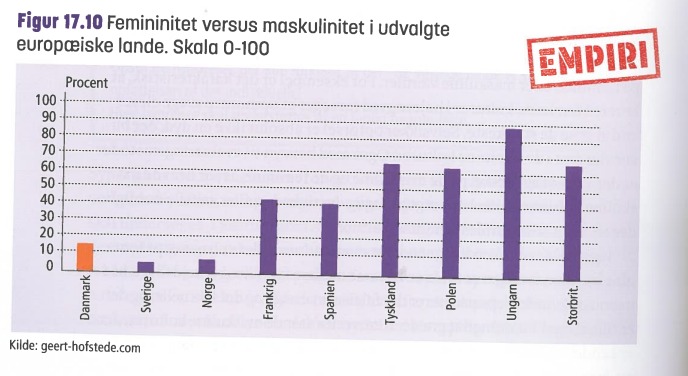 Figur 17.10 Femininitet versus maskulinitet i udvalgte
europæiske lande. Skala 0-100
EMPIRI
Procent
100
90
80
70
60
50
40
30
20
10
0
Danmark
Sverige
Norge
Frankrig
Spanien
Tyskland
Polen
Ungarn
Storbrit.
Kilde: geert-hofstede.com